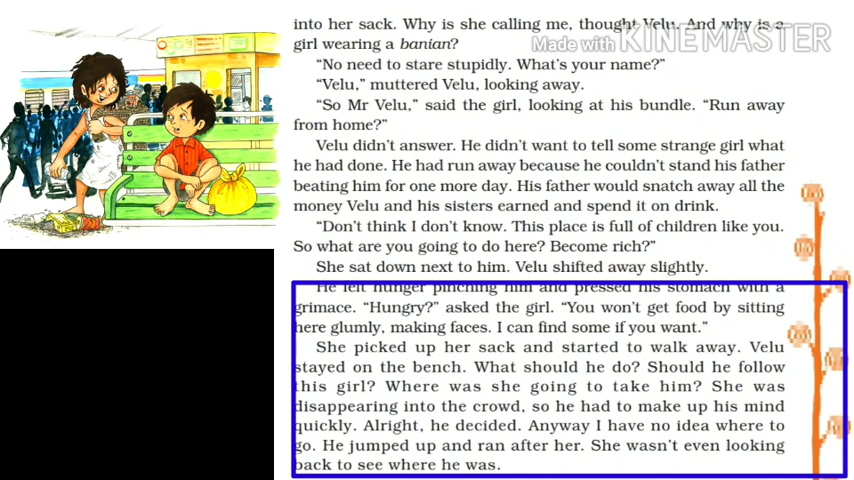 into her sack. Why is she calling me, thought Velu. And why is a
girl wearing a banian?
Made with KINEMASTER
"No need to stare stupidly. What's your name?"
"Velu," muttered Velu, looking away.
"So Mr Velu," said the girl, looking at his bundle. "Run away
from home?"
Velu didn't answer. He didn't want to tell some strange girl what
he had done. He had run away because he couldn't stand his father
beating him for one more day. His father would snatch away all the
money Velu and his sisters earned and spend it on drink.
"Don't think I don't know. This place is full of children like you.
So what are you going to do here? Become rich?"
She sat down next to him. Velu shifted away slightly.
He felt hunger pinching him and pressed his stomach with a
grimace. "Hungry?" asked the girl. "You won't get food by sitting
here glumly, making faces. I can find some if you want."
She picked up her sack and started to walk away. Velu
stayed on the bench. What should he do? Should he follow
this girl? Where was she going to take him? She was
disappearing into the crowd, so he had to make up his mind
quickly. Alright, he decided. Anyway I have no idea where to
go. He jumped up and ran after her. She wasn't even looking
back to see where he was.